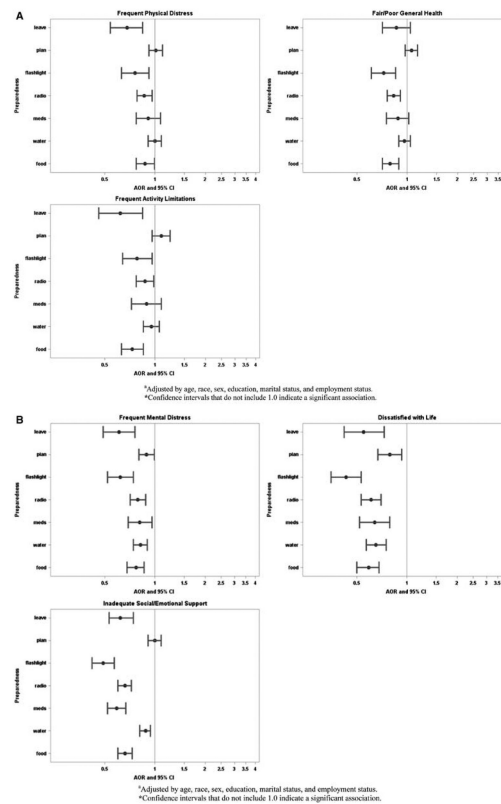 A
Frequent Physical Distress
Preparedness
leave
plan
flashlight
radio
meds
water
food
0.5 1 1.5 2 2.5 3 3.5 4
AOR and 95% CI
Fair/Poor General Health
Preparedness
leave
plan
flashlight
radio
meds
water
food
0.5 1 1.5 2 2.5 3 3.5
AOR and 95% CI
Frequent Activity Limitations
Preparedness
leave
plan
flashlight
radio
meds
water
food
0.5 1 1.5 2 2.5 3 3.5 4
AOR and 95% CI
ᵃAdjusted by age, race, sex, education, marital status, and employment status.
*Confidence intervals that do not include 1.0 indicate a significant association.
B
Frequent Mental Distress
Preparedness
leave
plan
flashlight
radio
meds
water
food
0.5 1 1.5 2 2.5 3 3.5 4
AOR and 95% CI
Dissatisfied with Life
Preparedness
leave
plan
flashlight
radio
meds
water
food
0.5 1 1.5 2 2.5 3 3.5
AOR and 95% CI
Inadequate Social/Emotional Support
Preparedness
leave
plan
flashlight
radio
meds
water
food
0.5 1 1.5 2 2.5 3 3.5 4
AOR and 95% CI
ᵃAdjusted by age, race, sex, education, marital status, and employment status.
*Confidence intervals that do not include 1.0 indicate a significant association.